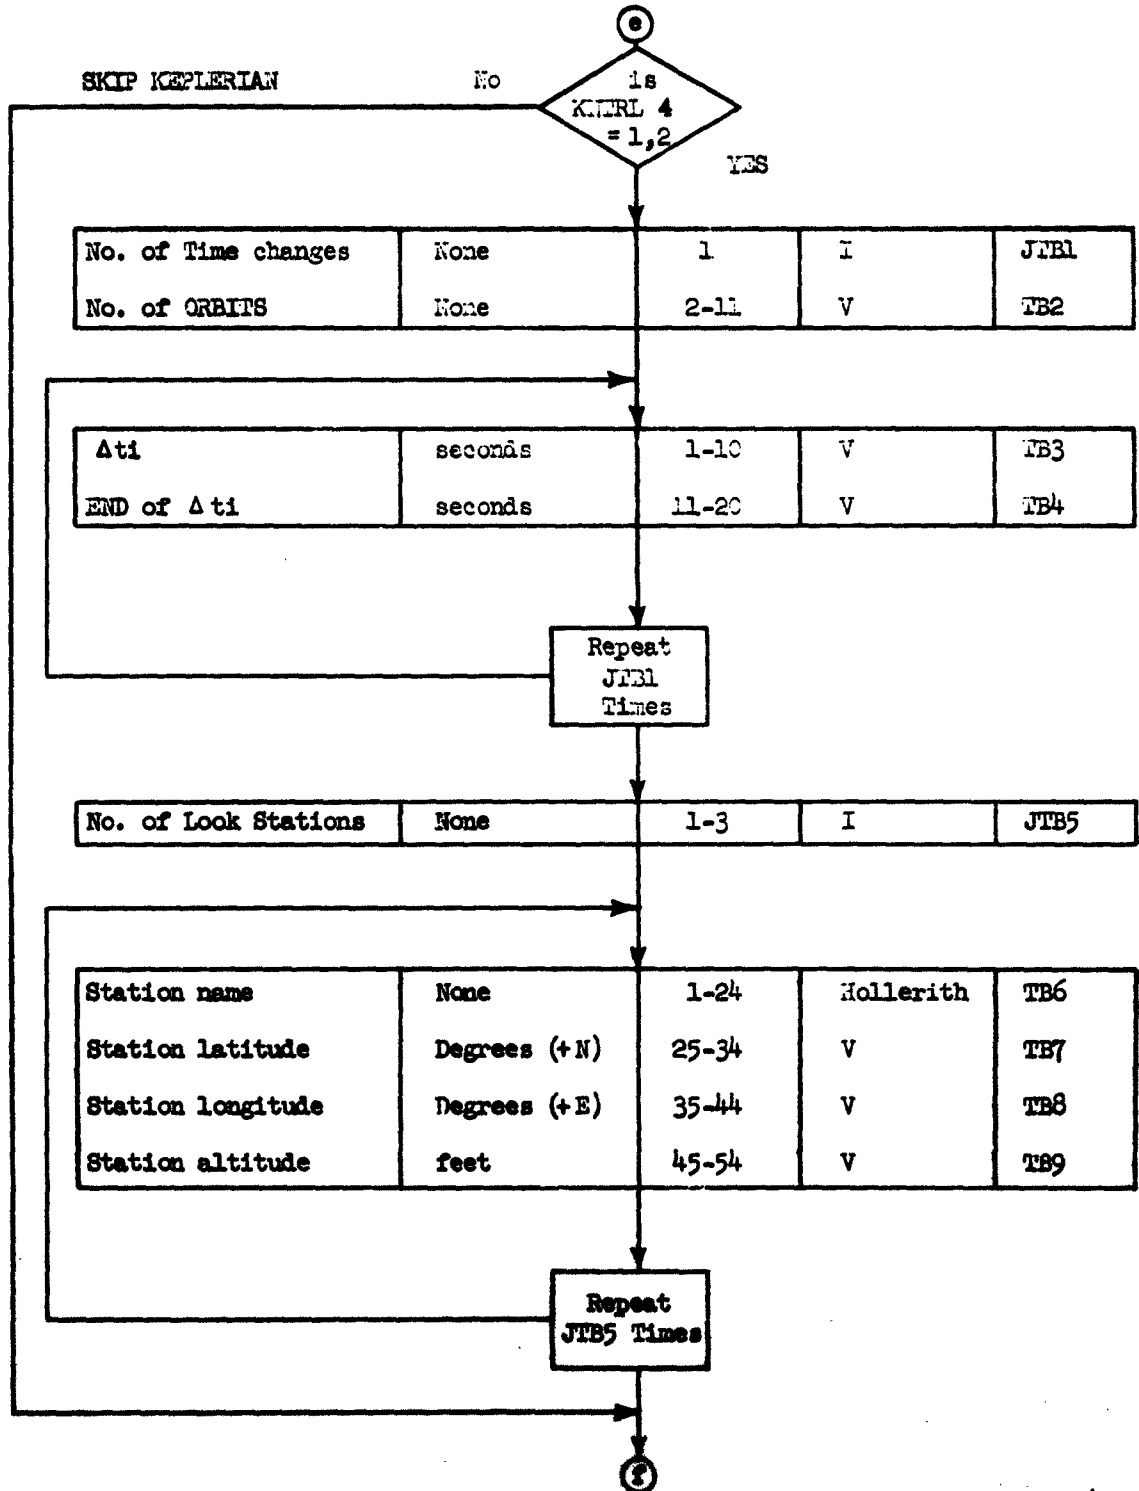 e
SKIP KEPLERIAN No is
KNTRL 4
= 1,2
YES
No. of Time changes None 1 I JTB1
No. of ORBITS None 2-11 V TB2
Δti seconds 1-10 V TB3
END of Δti seconds 11-20 V TB4
Repeat
JTB1
Times
No. of Look Stations None 1-3 I JTB5
Station name None 1-24 Hollerith TB6
Station latitude Degrees (+N) 25-34 V TB7
Station longitude Degrees (+E) 35-44 V TB8
Station altitude feet 45-54 V TB9
Repeat
JTB5 Times
f